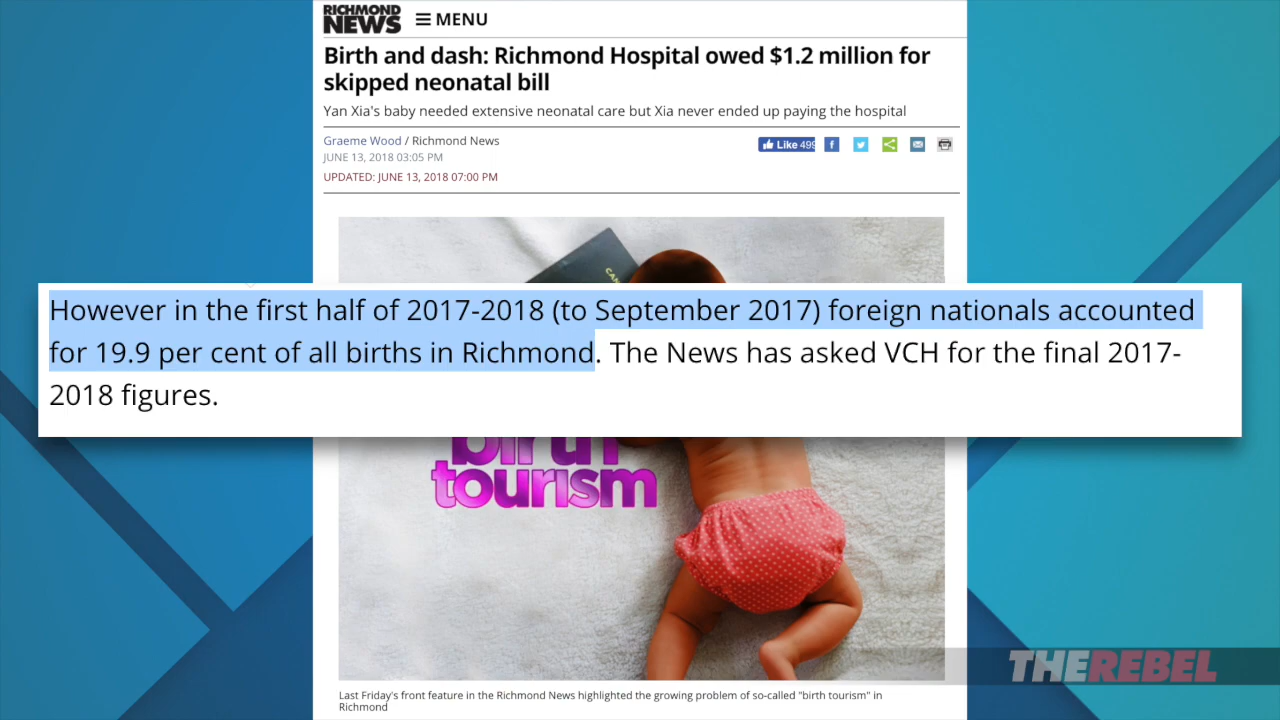 RICHMOND
NEWS
MENU
Birth and dash: Richmond Hospital owed $1.2 million for
skipped neonatal bill
Yan Xia's baby needed extensive neonatal care but Xia never ended up paying the hospital
Graeme Wood / Richmond News
JUNE 13, 2018 03:05 PM
UPDATED: JUNE 13, 2018 07:00 PM
Like 499
However in the first half of 2017-2018 (to September 2017) foreign nationals accounted
for 19.9 per cent of all births in Richmond. The News has asked VCH for the final 2017-
2018 figures.
birth
tourism
THEREBEL
Last Friday's front feature in the Richmond News highlighted the growing problem of so-called "birth tourism" in
Richmond